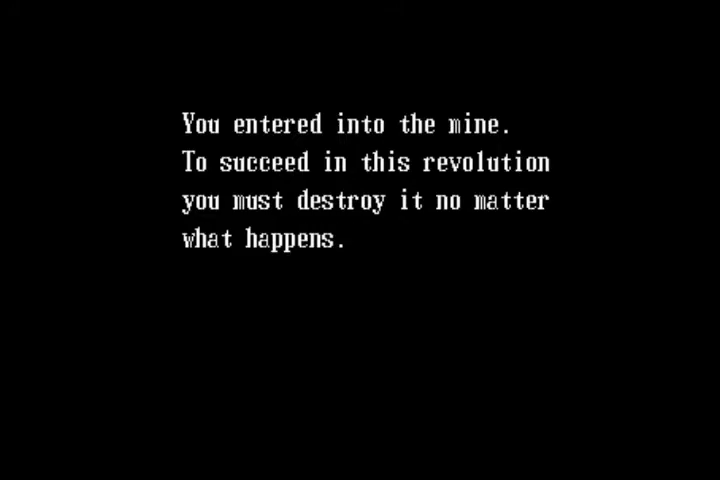 You entered into the mine.
To succeed in this revolution
you must destroy it no matter
what happens.